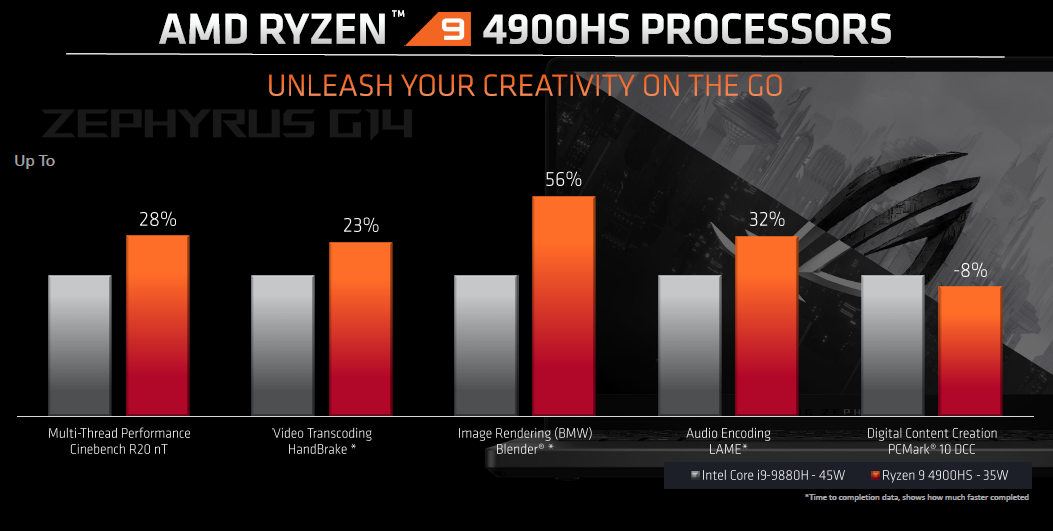 AMD RYZEN™ 9 4900HS PROCESSORS
UNLEASH YOUR CREATIVITY ON THE GO
ZEPHYRUS G14
Up To
28%
23%
56%
32%
-8%
Multi-Thread Performance
Cinebench R20 nT
Video Transcoding
HandBrake *
Image Rendering (BMW)
Blender® *
Audio Encoding
LAME*
Digital Content Creation
PCMark® 10 DCC
Intel Core i9-9880H - 45W
Ryzen 9 4900HS - 35W
*Time to completion data, shows how much faster completed